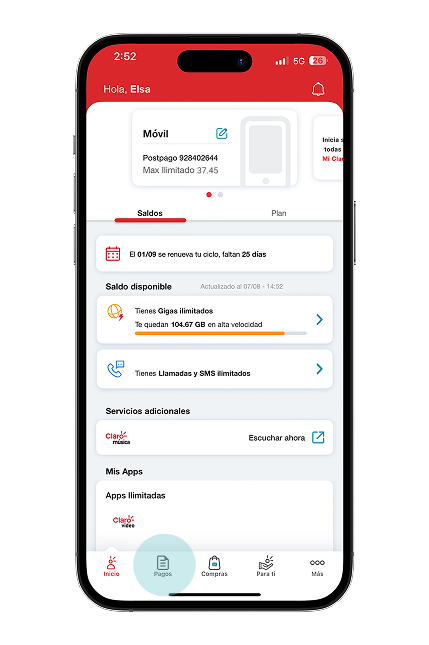 2:52
5G 26
Hola, Elsa
Móvil
Postpago 928402644
Max Ilimitado 37.45
Inicia s
todas
Mi Clar
Saldos
Plan
El 01/09 se renueva tu ciclo, faltan 25 días
Saldo disponible
Actualizado al 07/08 - 14:52
Tienes Gigas ilimitados
Te quedan 104.67 GB en alta velocidad
Tienes Llamadas y SMS ilimitados
Servicios adicionales
Claro música
Escuchar ahora
Mis Apps
Apps Ilimitadas
Claro video
Inicio
Pagos
Compras
Para ti
Más